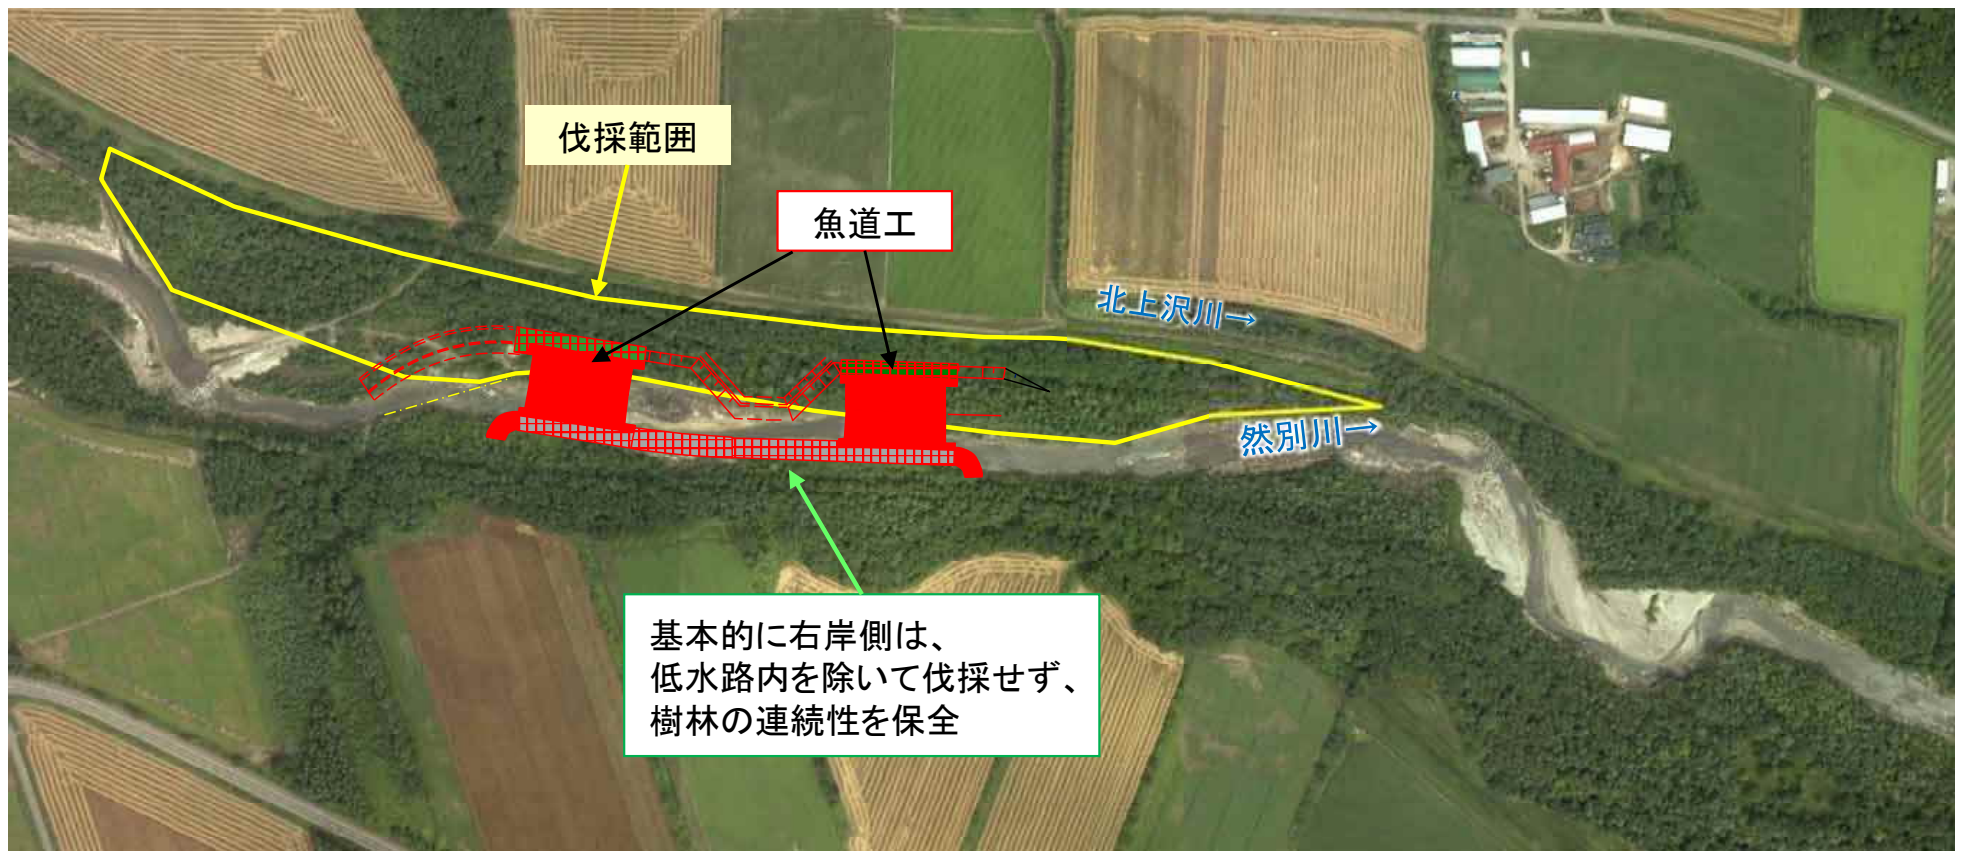 伐採範囲
魚道工
北上沢川→
然別川→
基本的に右岸側は、
低水路内を除いて伐採せず、
樹林の連続性を保全